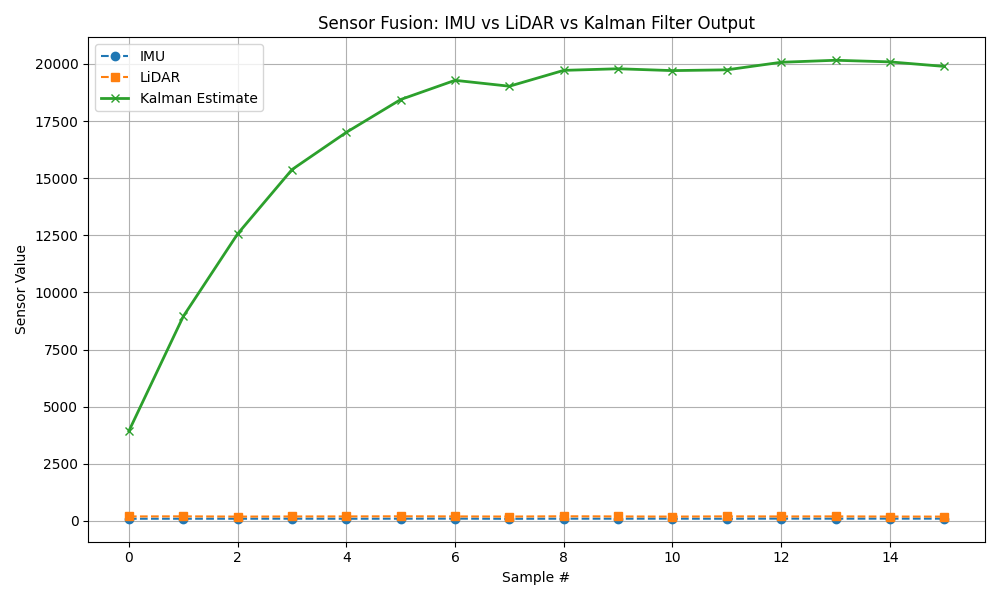 Sensor Fusion: IMU vs LiDAR vs Kalman Filter Output
IMU
LiDAR
Kalman Estimate
Sensor Value
20000
17500
15000
12500
10000
7500
5000
2500
0
0 2 4 6 8 10 12 14
Sample #